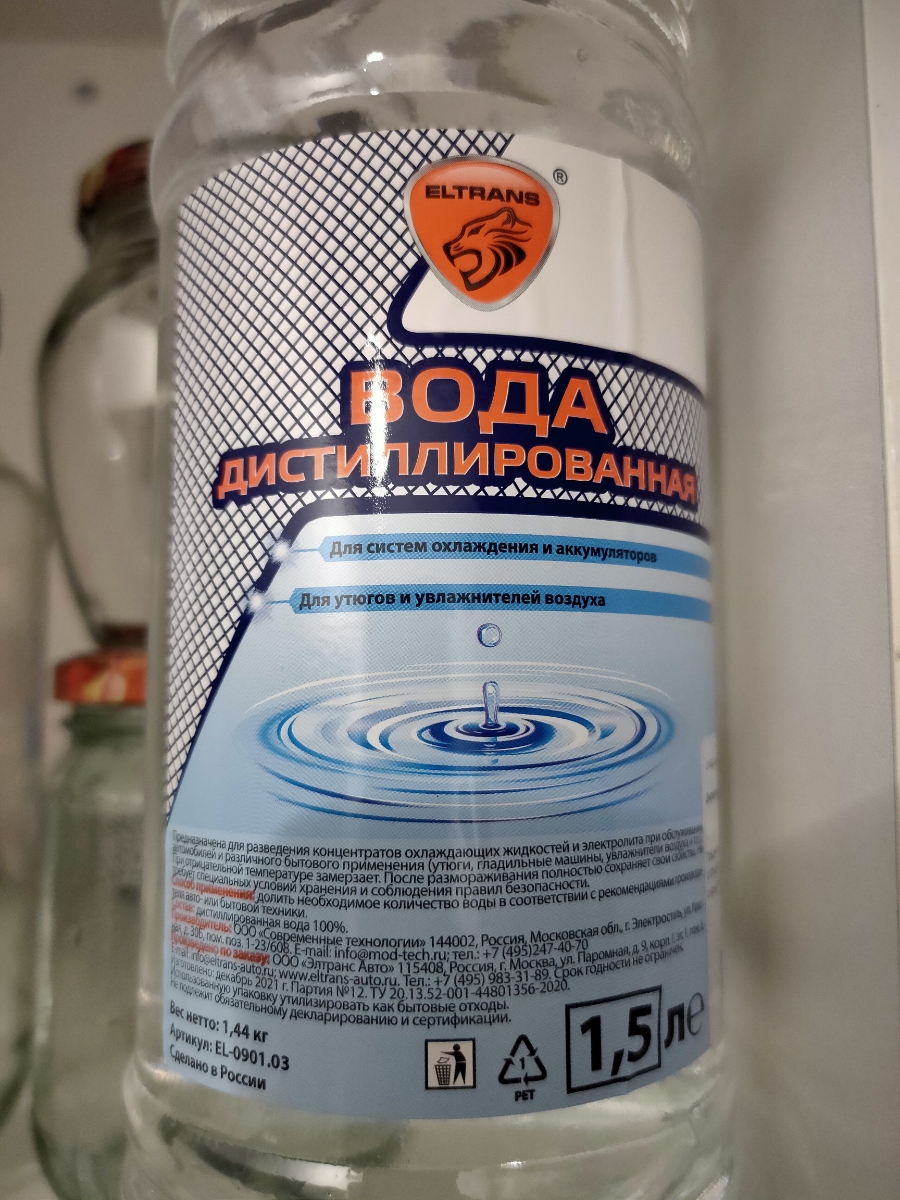 ELTRANS
®
ВОДА
ДИСТИЛЛИРОВАННАЯ
Для систем охлаждения и аккумуляторов
Для утюгов и увлажнителей воздуха
Предназначена для разведения концентратов охлаждающих жидкостей и электролита при обслуживании
автомобилей и различного бытового применения (утюги, гладильные машины, увлажнители воздуха и
При отрицательной температуре замерзает. После размораживания полностью сохраняет свои свойства.
требует специальных условий хранения и соблюдения правил безопасности.
Способ применения: долить необходимое количество воды в соответствии с рекомендациями
авто- или бытовой техники.
Состав: дистиллированная вода 100%.
Производитель: ООО «Современные технологии» 144002, Россия, Московская обл., г. Электросталь, ул.
д. 30Б, пом. поз. 1-23/608, E-mail: info@mod-tech.ru; тел.: +7 (495)247-40-70
Произведено по заказу: ООО «Элтранс Авто» 115408, Россия, г. Москва, ул. Паромная, д. 9, корп.
E-mail: info@eltrans-auto.ru; www.eltrans-auto.ru. Тел.: +7 (495) 983-31-89. Срок годности не ограничен.
Изготовлено: декабрь 2021 г. Партия №12. ТУ 20.13.52-001-44801356-2020.
Использованную упаковку утилизировать как бытовые отходы.
Не подлежит обязательному декларированию и сертификации.
Вес нетто: 1,44 кг
Артикул: EL-0901.03
Сделано в России
1
PET
1,5 л e